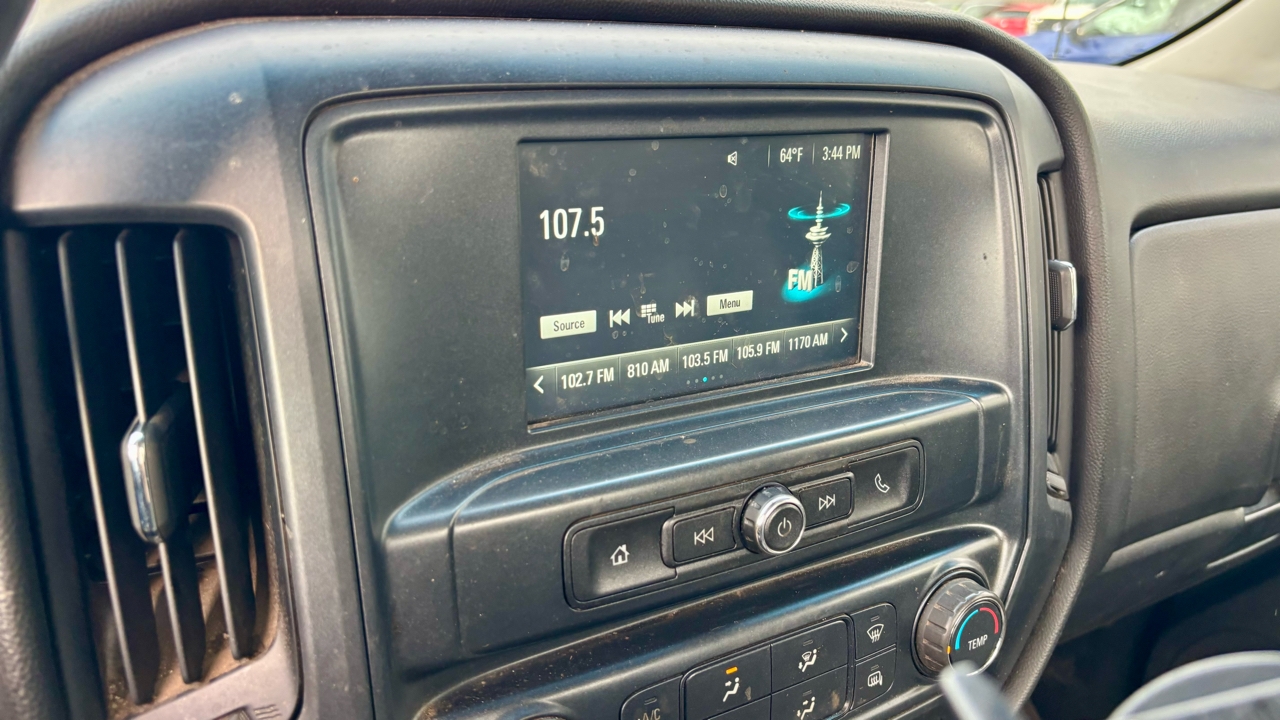 64°F 3:44 PM
107.5
FM
Source Tune Menu
102.7 FM 810 AM 103.5 FM 105.9 FM 1170 AM
TEMP
A/C